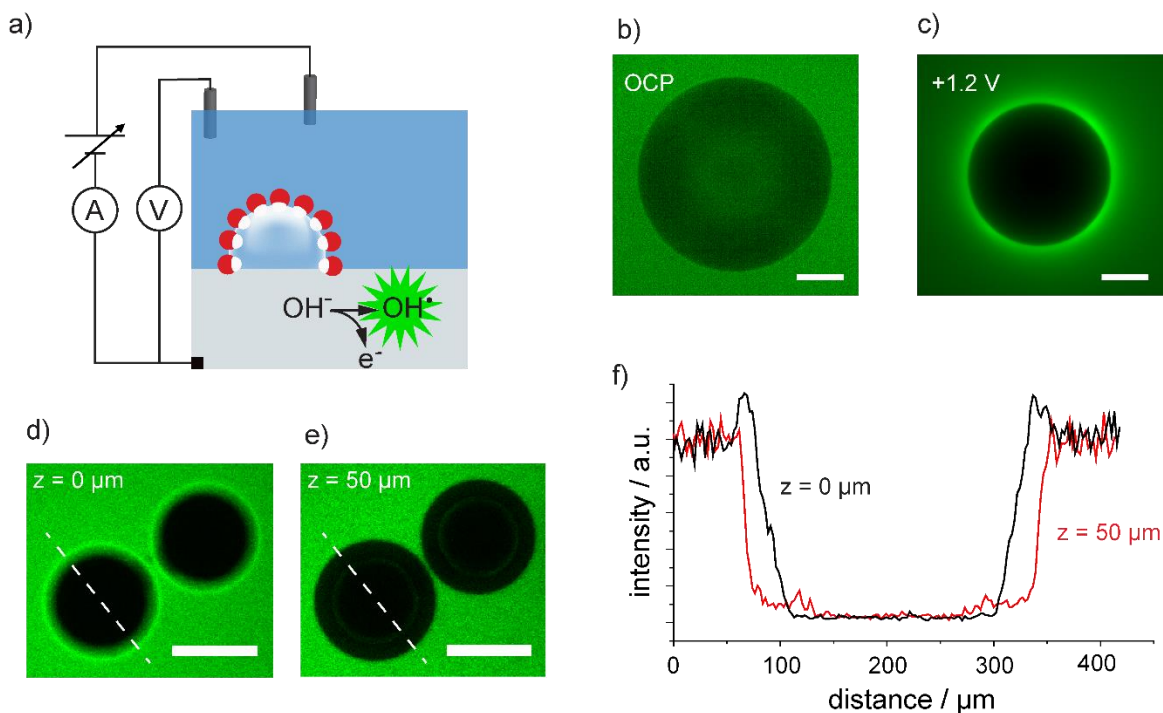 a)
A
V
OH⁻
OH•
e⁻
b)
OCP
c)
+1.2 V
d)
z = 0 µm
e)
z = 50 µm
f)
intensity / a.u.
z = 0 µm
z = 50 µm
0
100
200
300
400
distance / µm